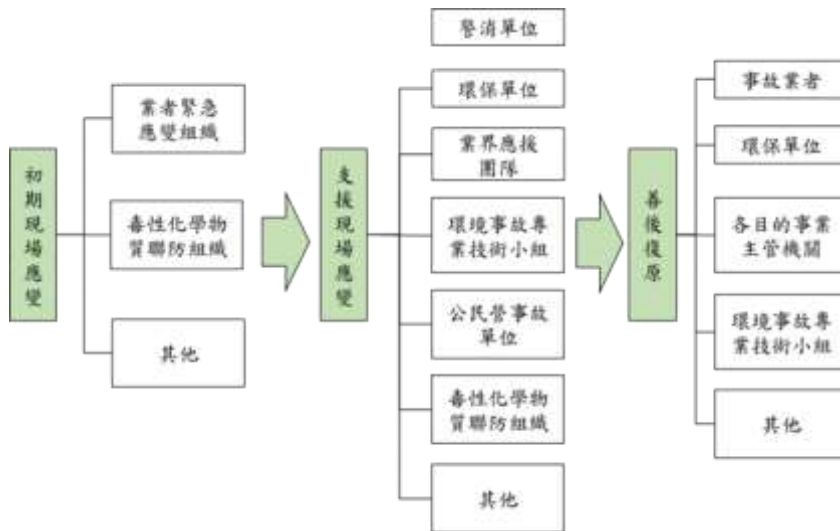 初期現場應變
業者緊急
應變組織
毒性化學物
質聯防組織
其他
支援現場應變
警消單位
環保單位
業界應援
團隊
環境事故專
業技術小組
公民營事故
單位
毒性化學物
質聯防組織
其他
善後復原
事故業者
環保單位
各目的事業
主管機關
環境事故專
業技術小組
其他